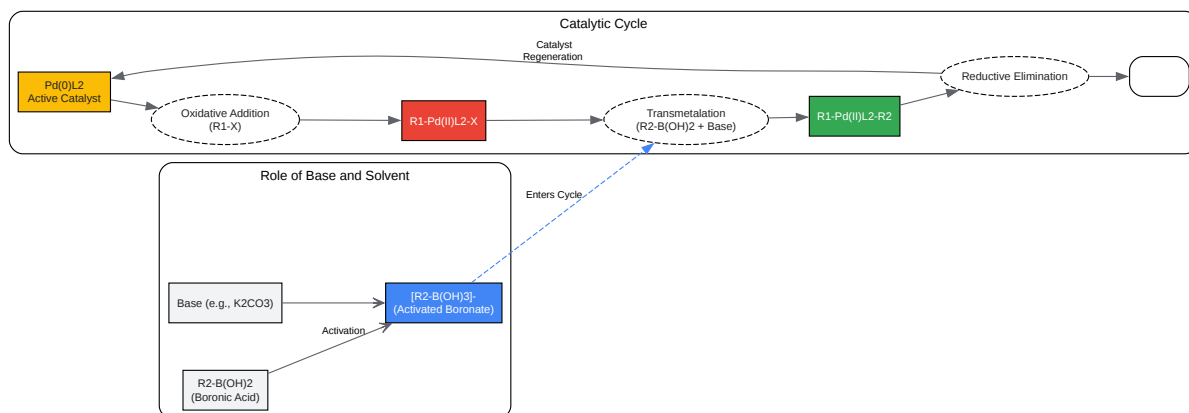 Catalytic Cycle
Catalyst
Regeneration
Pd(0)L2
Active Catalyst
Oxidative Addition
(R1-X)
R1-Pd(II)L2-X
Transmetalation
(R2-B(OH)2 + Base)
R1-Pd(II)L2-R2
Reductive Elimination
Role of Base and Solvent
Enters Cycle
Base (e.g., K2CO3)
[R2-B(OH)3]-
(Activated Boronate)
Activation
R2-B(OH)2
(Boronic Acid)